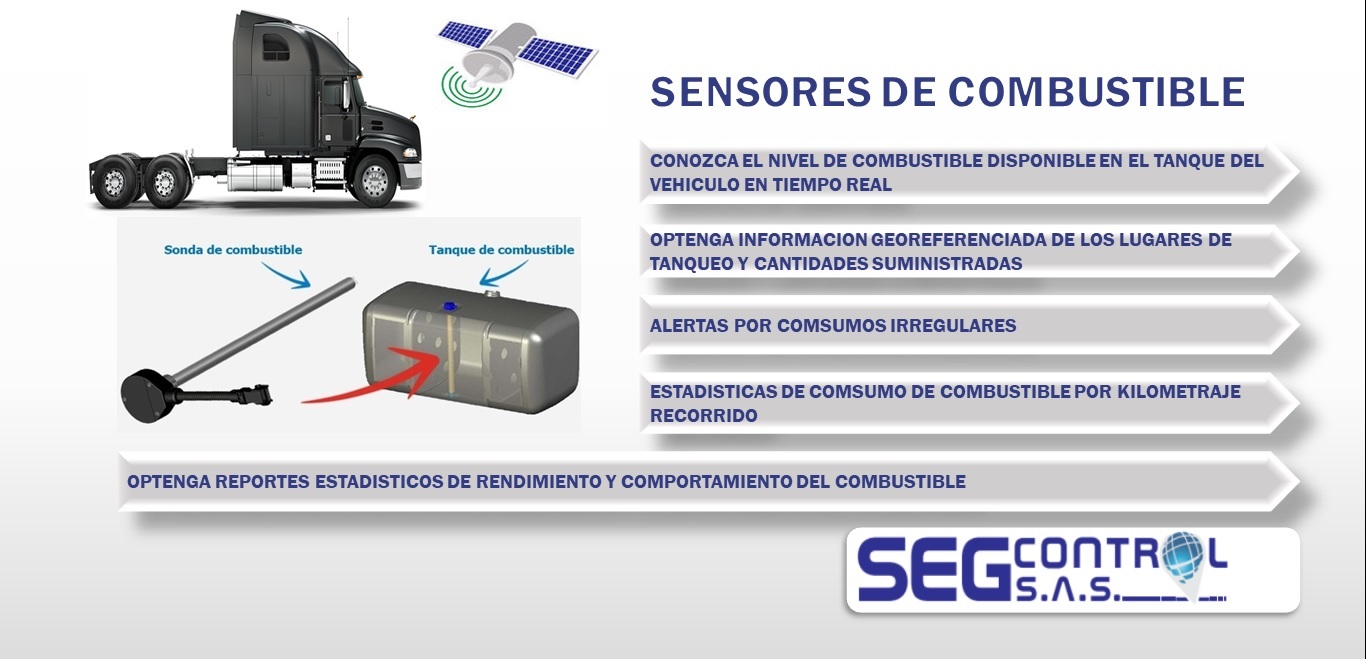 SENSORES DE COMBUSTIBLE
CONOZCA EL NIVEL DE COMBUSTIBLE DISPONIBLE EN EL TANQUE DEL
VEHICULO EN TIEMPO REAL
Sonda de combustible
Tanque de combustible
OPTENGA INFORMACION GEOREFERENCIADA DE LOS LUGARES DE
TANQUEO Y CANTIDADES SUMINISTRADAS
ALERTAS POR COMSUMOS IRREGULARES
ESTADISTICAS DE COMSUMO DE COMBUSTIBLE POR KILOMETRAJE
RECORRIDO
OPTENGA REPORTES ESTADISTICOS DE RENDIMIENTO Y COMPORTAMIENTO DEL COMBUSTIBLE
SEG CONTROL
S.A.S.